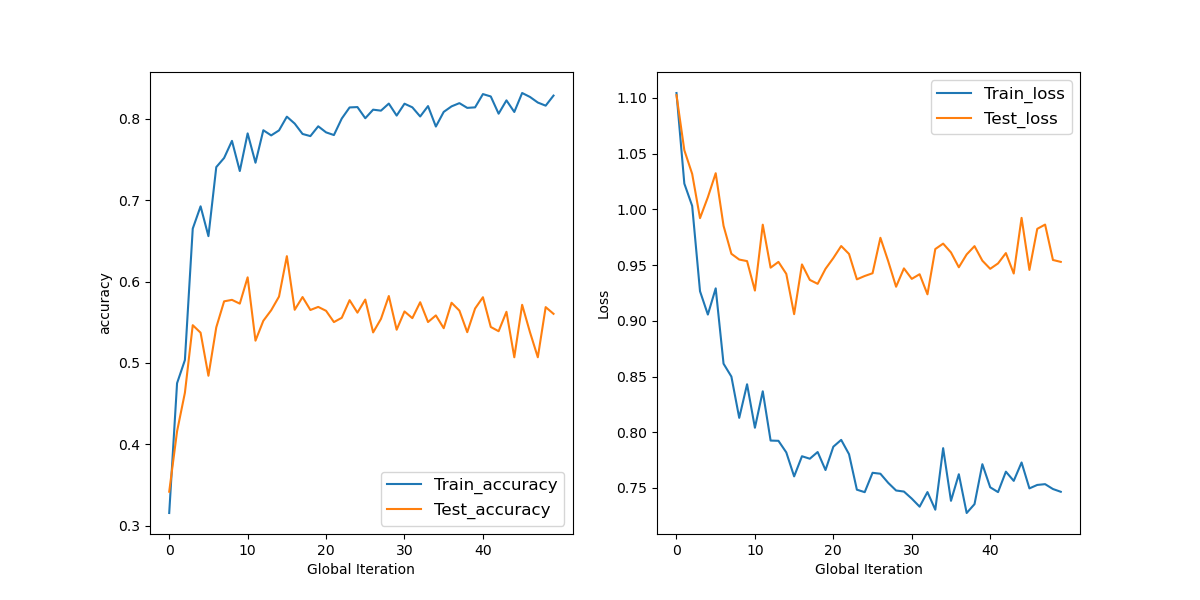 accuracy
0.8
0.7
0.6
0.5
0.4
0.3
0 10 20 30 40
Global Iteration
Train_accuracy
Test_accuracy
Loss
1.10
1.05
1.00
0.95
0.90
0.85
0.80
0.75
0 10 20 30 40
Global Iteration
Train_loss
Test_loss